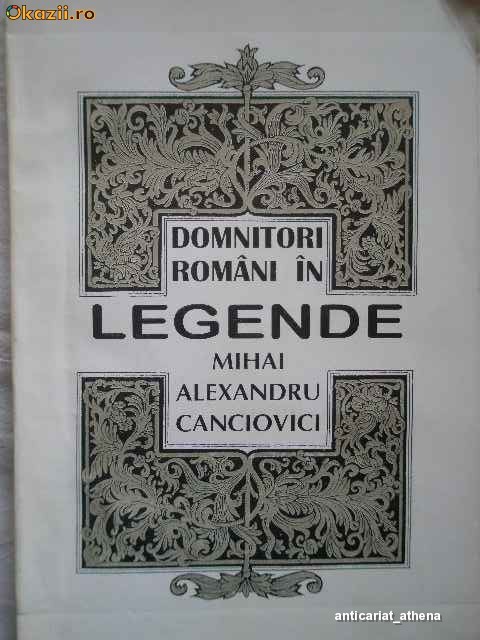 Okazii.ro
DOMNITORI
ROMÂNI ÎN
LEGENDE
MIHAI
ALEXANDRU
CANCIOVICI
anticariat_athena